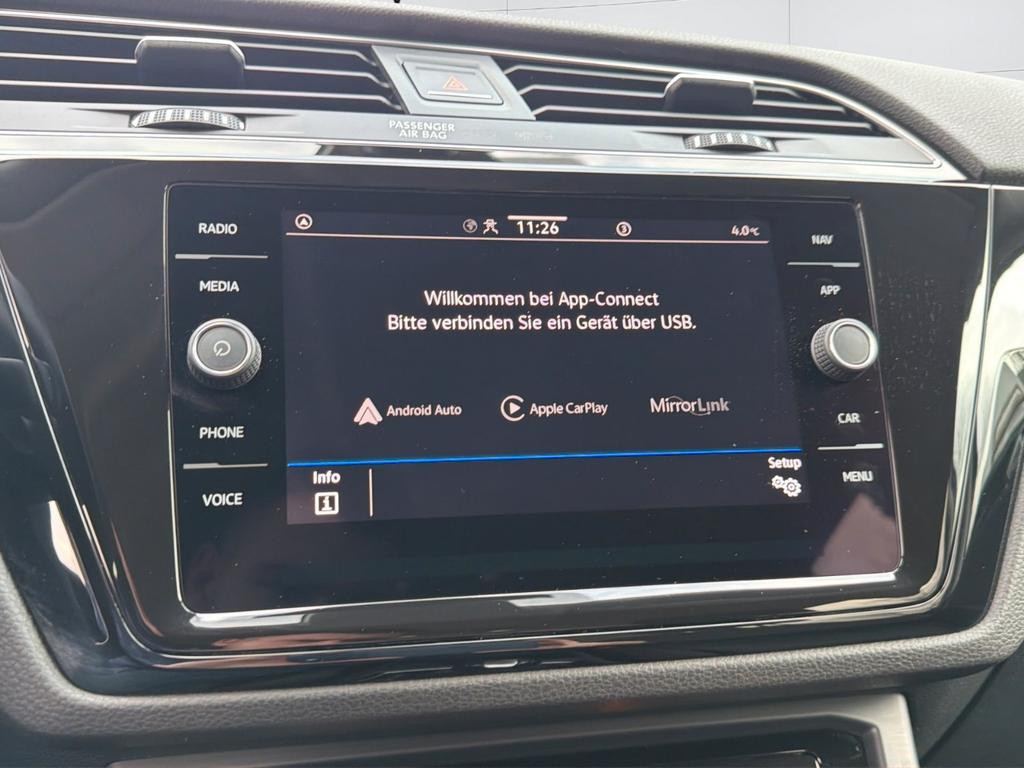 PASSENGER
AIR BAG
RADIO
MEDIA
PHONE
VOICE
11:26
3
4.0°C
Willkommen bei App-Connect
Bitte verbinden Sie ein Gerät über USB.
Android Auto
Apple CarPlay
MirrorLink
Info
i
Setup
NAV
APP
CAR
MENU